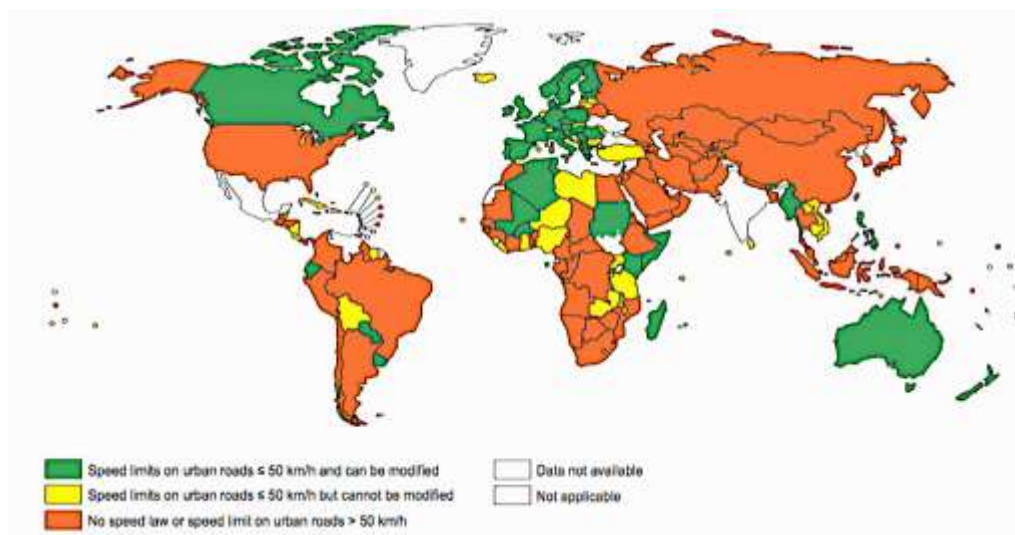 Speed limits on urban roads ≤ 50 km/h and can be modified
Speed limits on urban roads ≤ 50 km/h but cannot be modified
No speed law or speed limit on urban roads > 50 km/h
Data not available
Not applicable